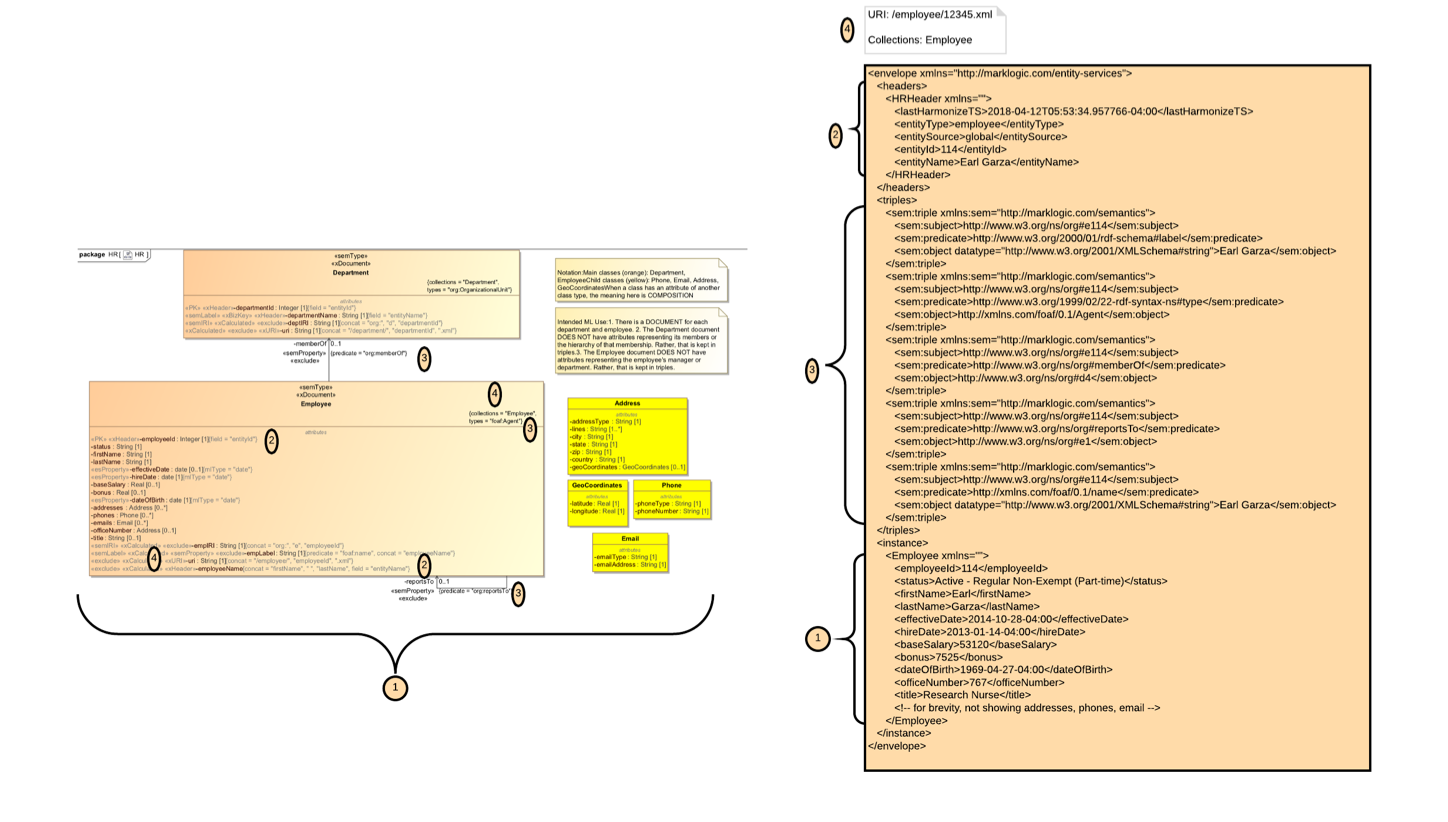 package HR[ HR ]
«semType»
«xDocument»
Department
{collections = "Department",
types = "org:OrganizationalUnit"}
attributes
«PK» «xHeader»-departmentId : Integer [1]{field = "entityId"}
«semLabel» «xBizKey» «xHeader»-departmentName : String [1]{field = "entityName"}
«semIRI» «xCalculated» «exclude»-deptIRI : String [1]{concat = "org:", "d", "departmentId"}
«xCalculated» «exclude» «xURI»-uri : String [1]{concat = "/department/", "departmentId", ".xml"}
-memberOf 0..1
«semProperty» {predicate = "org:memberOf"}
«exclude»
3
«semType»
«xDocument»
Employee
4
{collections = "Employee",
types = "foaf:Agent"}
3
attributes
«PK» «xHeader»-employeeId : Integer [1]{field = "entityId"}
2
-status : String [1]
-firstName : String [1]
-lastName : String [1]
«esProperty»-effectiveDate : date [0..1]{mlType = "date"}
«esProperty»-hireDate : date [1]{mlType = "date"}
-baseSalary : Real [0..1]
-bonus : Real [0..1]
«esProperty»-dateOfBirth : date [1]{mlType = "date"}
-addresses : Address [0..*]
-phones : Phone [0..*]
-emails : Email [0..*]
-officeNumber : Address [0..1]
-title : String [0..1]
«semIRI» «xCalculated» «exclude»-empIRI : String [1]{concat = "org:", "e", "employeeId"}
«semLabel» «xCalculated» «semProperty» «exclude»-empLabel : String [1]{predicate = "foaf:name", concat = "employeeName"}
«exclude» «xCalculated» «xURI»-uri : String [1]{concat = "/employee/", "employeeId", ".xml"}
«exclude» «xCalculated» «xHeader»-employeeName{concat = "firstName", " ", "lastName", field = "entityName"}
4
2
-reportsTo 0..1
«semProperty» {predicate = "org:reportsTo"
«exclude»
3
1
Notation:Main classes (orange): Department,
EmployeeChild classes (yellow): Phone, Email, Address,
GeoCoordinatesWhen a class has an attribute of another
class type, the meaning here is COMPOSITION
Intended ML Use:1. There is a DOCUMENT for each
department and employee. 2. The Department document
DOES NOT have attributes representing its members or
the hierarchy of that membership. Rather, that is kept in
triples.3. The Employee document DOES NOT have
attributes representing the employee's manager or
department. Rather, that is kept in triples.
Address
attributes
-addressType : String [1]
-lines : String [1..*]
-city : String [1]
-state : String [1]
-zip : String [1]
-country : String [1]
-geoCoordinates : GeoCoordinates [0..1]
GeoCoordinates
attributes
-latitude : Real [1]
-longitude : Real [1]
Phone
attributes
-phoneType : String [1]
-phoneNumber : String [1]
Email
attributes
-emailType : String [1]
-emailAddress : String [1]
4
URI: /employee/12345.xml
Collections: Employee
<envelope xmlns="http://marklogic.com/entity-services">
<headers>
<HRHeader xmlns="">
<lastHarmonizeTS>2018-04-12T05:53:34.957766-04:00</lastHarmonizeTS>
<entityType>employee</entityType>
<entitySource>global</entitySource>
<entityId>114</entityId>
<entityName>Earl Garza</entityName>
</HRHeader>
</headers>
2
<triples>
<sem:triple xmlns:sem="http://marklogic.com/semantics">
<sem:subject>http://www.w3.org/ns/org#e114</sem:subject>
<sem:predicate>http://www.w3.org/2000/01/rdf-schema#label</sem:predicate>
<sem:object datatype="http://www.w3.org/2001/XMLSchema#string">Earl Garza</sem:object>
</sem:triple>
<sem:triple xmlns:sem="http://marklogic.com/semantics">
<sem:subject>http://www.w3.org/ns/org#e114</sem:subject>
<sem:predicate>http://www.w3.org/1999/02/22-rdf-syntax-ns#type</sem:predicate>
<sem:object>http://xmlns.com/foaf/0.1/Agent</sem:object>
</sem:triple>
<sem:triple xmlns:sem="http://marklogic.com/semantics">
<sem:subject>http://www.w3.org/ns/org#e114</sem:subject>
<sem:predicate>http://www.w3.org/ns/org#memberOf</sem:predicate>
<sem:object>http://www.w3.org/ns/org#d4</sem:object>
</sem:triple>
<sem:triple xmlns:sem="http://marklogic.com/semantics">
<sem:subject>http://www.w3.org/ns/org#e114</sem:subject>
<sem:predicate>http://www.w3.org/ns/org#reportsTo</sem:predicate>
<sem:object>http://www.w3.org/ns/org#e1</sem:object>
</sem:triple>
<sem:triple xmlns:sem="http://marklogic.com/semantics">
<sem:subject>http://www.w3.org/ns/org#e114</sem:subject>
<sem:predicate>http://xmlns.com/foaf/0.1/name</sem:predicate>
<sem:object datatype="http://www.w3.org/2001/XMLSchema#string">Earl Garza</sem:object>
</sem:triple>
</triples>
3
<instance>
<Employee xmlns="">
<employeeId>114</employeeId>
<status>Active - Regular Non-Exempt (Part-time)</status>
<firstName>Earl</firstName>
<lastName>Garza</lastName>
<effectiveDate>2014-10-28-04:00</effectiveDate>
<hireDate>2013-01-14-04:00</hireDate>
<baseSalary>53120</baseSalary>
<bonus>7525</bonus>
<dateOfBirth>1969-04-27-04:00</dateOfBirth>
<officeNumber>767</officeNumber>
<title>Research Nurse</title>
<!-- for brevity, not showing addresses, phones, email -->
</Employee>
</instance>
</envelope>
1